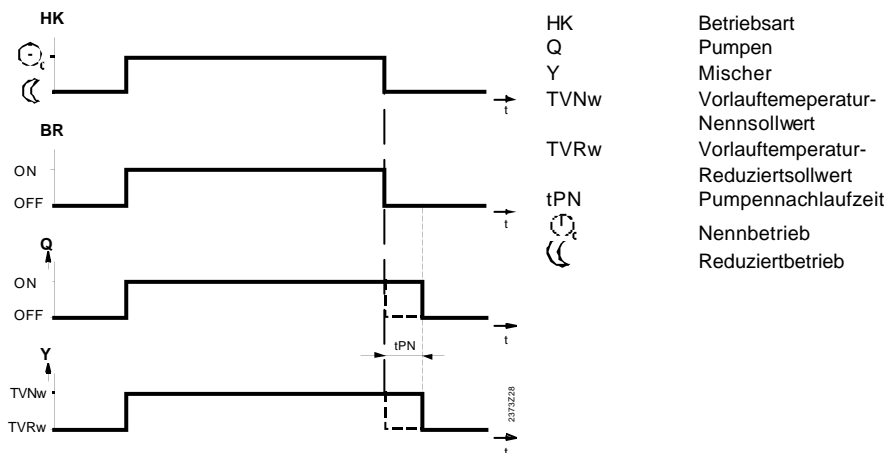 HK
t
BR
ON
OFF
t
Q
ON
OFF
t
tPN
Y
TVNw
TVRw
t
2373Z28
HK Betriebsart
Q Pumpen
Y Mischer
TVNw Vorlauftemeperatur-
Nennsollwert
TVRw Vorlauftemperatur-
Reduziertsollwert
tPN Pumpennachlaufzeit
Nennbetrieb
Reduziertbetrieb